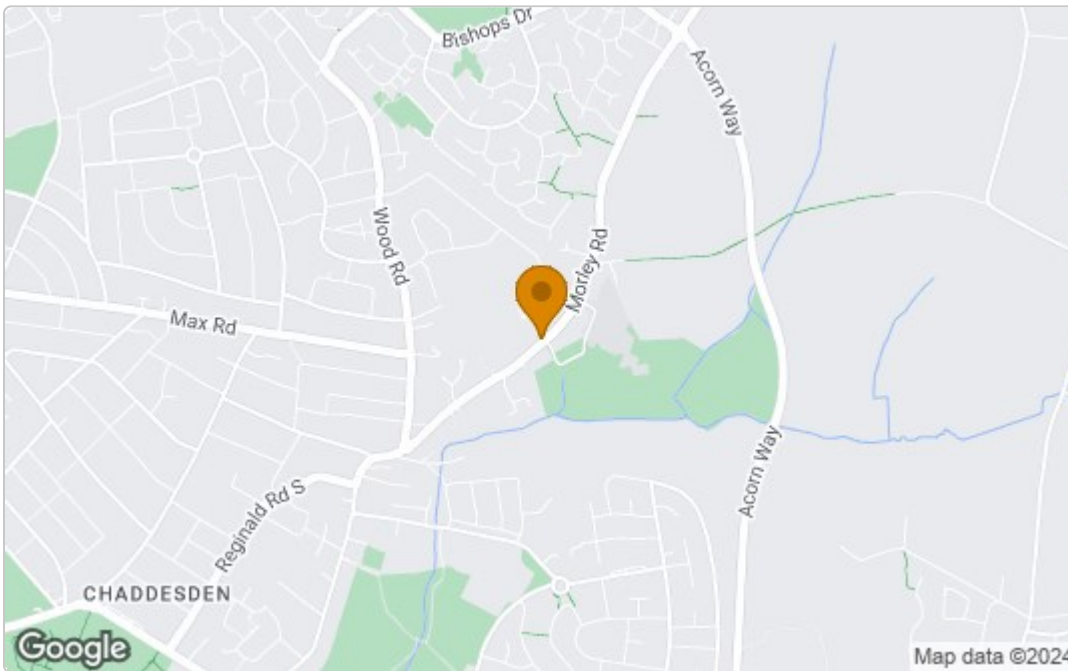 Bishops Dr
Acorn Way
Wood Rd
Morley Rd
Max Rd
Acorn Way
Reginald Rd S
CHADDESDEN
Google
Map data ©2024